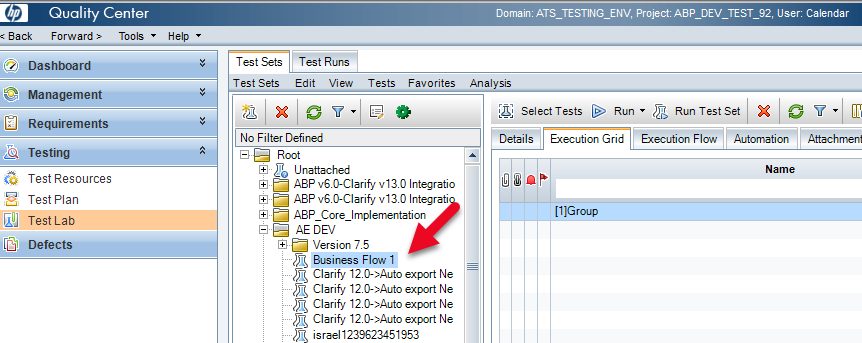 hp Quality Center
Domain: ATS_TESTING_ENV, Project: ABP_DEV_TEST_92, User: Calendar
< Back Forward > Tools Help
Dashboard
Management
Requirements
Testing
Test Resources
Test Plan
Test Lab
Defects
Test Sets Test Runs
Test Sets Edit View Tests Favorites Analysis
No Filter Defined
Root
Unattached
ABP v6.0-Clarify v13.0 Integratio
ABP v6.0-Clarify v13.0 Integratio
ABP_Core_Implementation
AE DEV
Version 7.5
Business Flow 1
Clarify 12.0->Auto export Ne
Clarify 12.0->Auto export Ne
Clarify 12.0->Auto export Ne
Clarify 12.0->Auto export Ne
israel1239623451953
Select Tests Run Run Test Set
Details Execution Grid Execution Flow Automation Attachment
Name
[1]Group